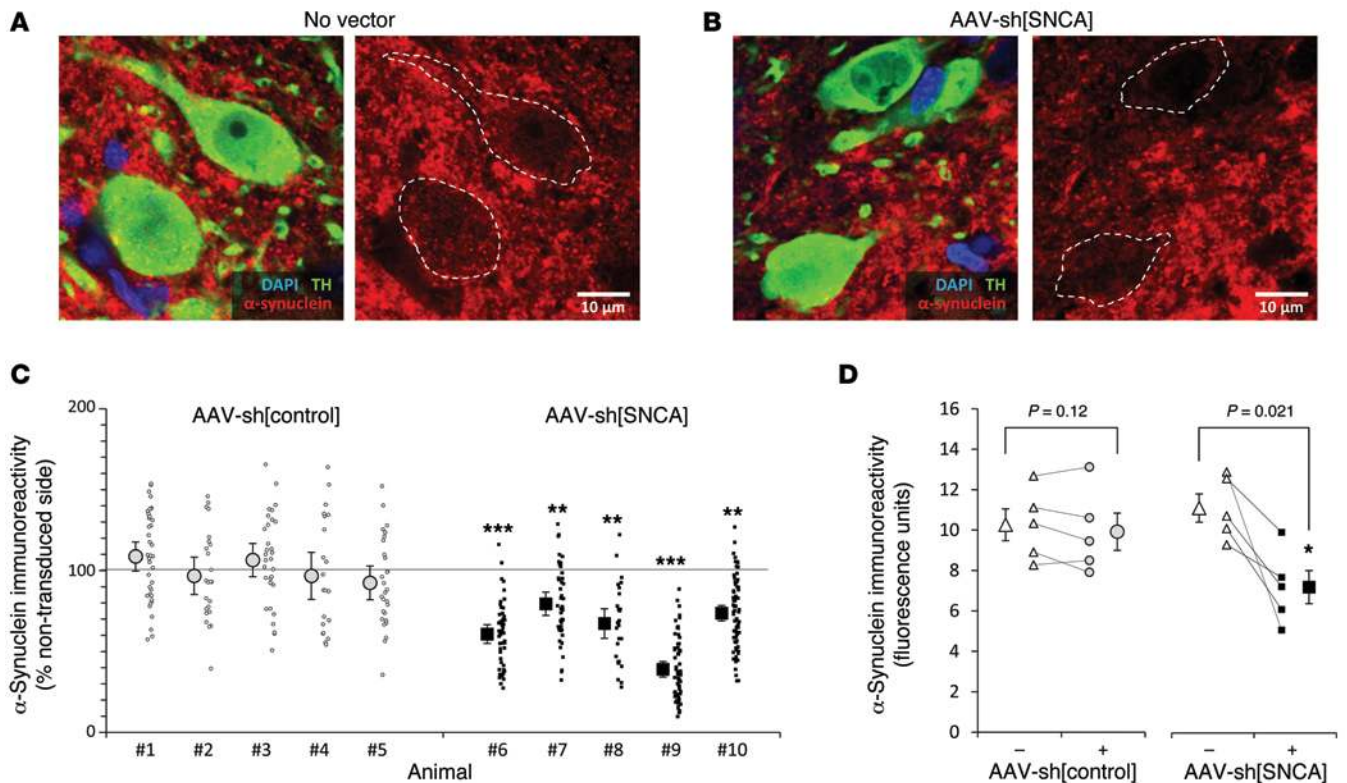 A
No vector
DAPI TH
α-synuclein
10 µm
B
AAV-sh[SNCA]
DAPI TH
α-synuclein
10 µm
C
α-Synuclein immunoreactivity
(% non-transduced side)
200
100
0
AAV-sh[control]
AAV-sh[SNCA]
***
**
**
***
**
#1 #2 #3 #4 #5 #6 #7 #8 #9 #10
Animal
D
α-Synuclein immunoreactivity
(fluorescence units)
16
14
12
10
8
6
4
2
0
P = 0.12
P = 0.021
*
– + – +
AAV-sh[control] AAV-sh[SNCA]